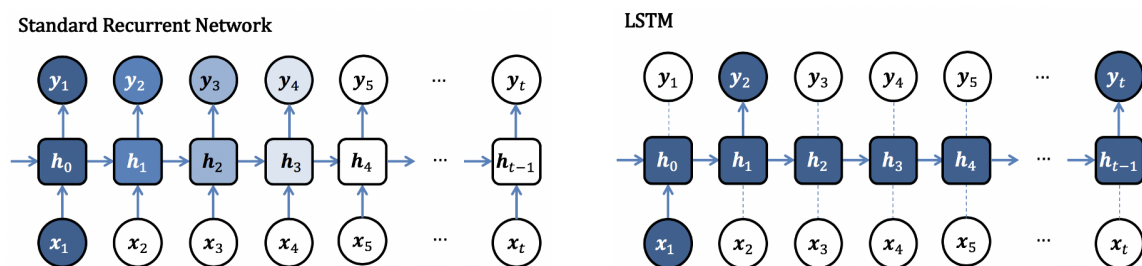 Standard Recurrent Network
y₁ y₂ y₃ y₄ y₅ ... yₜ
h₀ h₁ h₂ h₃ h₄ ... hₜ₋₁
x₁ x₂ x₃ x₄ x₅ ... xₜ
LSTM
y₁ y₂ y₃ y₄ y₅ ... yₜ
h₀ h₁ h₂ h₃ h₄ ... hₜ₋₁
x₁ x₂ x₃ x₄ x₅ ... xₜ